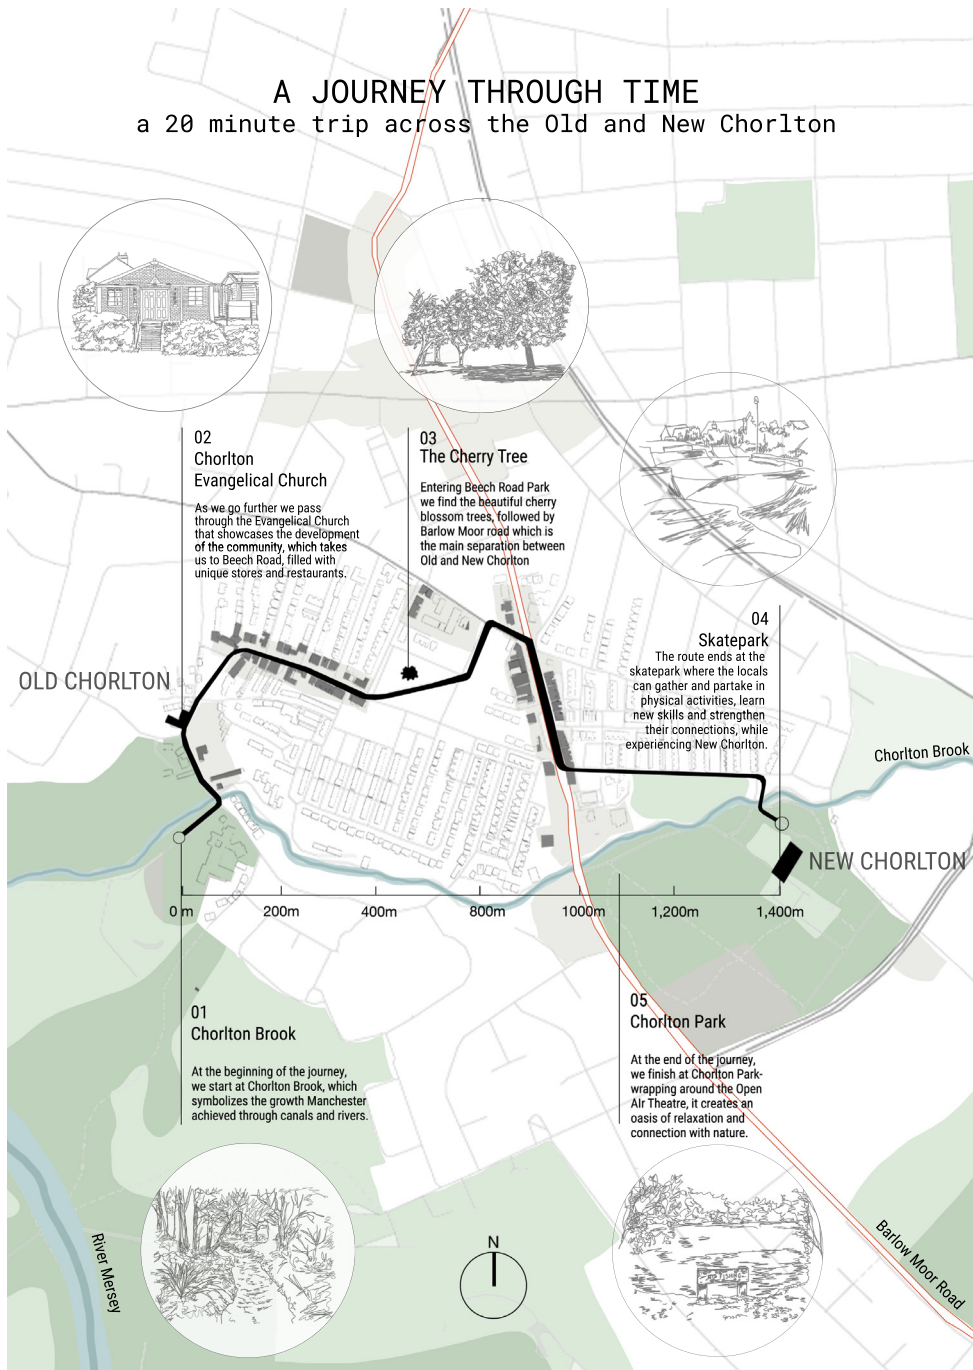 A JOURNEY THROUGH TIME
a 20 minute trip across the Old and New Chorlton
02
Chorlton
Evangelical Church
As we go further we pass
through the Evangelical Church
that showcases the development
of the community, which takes
us to Beech Road, filled with
unique stores and restaurants.
03
The Cherry Tree
Entering Beech Road Park
we find the beautiful cherry
blossom trees, followed by
Barlow Moor road which is
the main separation between
Old and New Chorlton
04
Skatepark
The route ends at the
skatepark where the locals
can gather and partake in
physical activities, learn
new skills and strengthen
their connections, while
experiencing New Chorlton.
OLD CHORLTON
Chorlton Brook
NEW CHORLTON
0 m 200m 400m 800m 1000m 1,200m 1,400m
01
Chorlton Brook
At the beginning of the journey,
we start at Chorlton Brook, which
symbolizes the growth Manchester
achieved through canals and rivers.
05
Chorlton Park
At the end of the journey,
we finish at Chorlton Park-
wrapping around the Open
AIr Theatre, it creates an
oasis of relaxation and
connection with nature.
River Mersey
N
NO FISHING
Barlow Moor Road